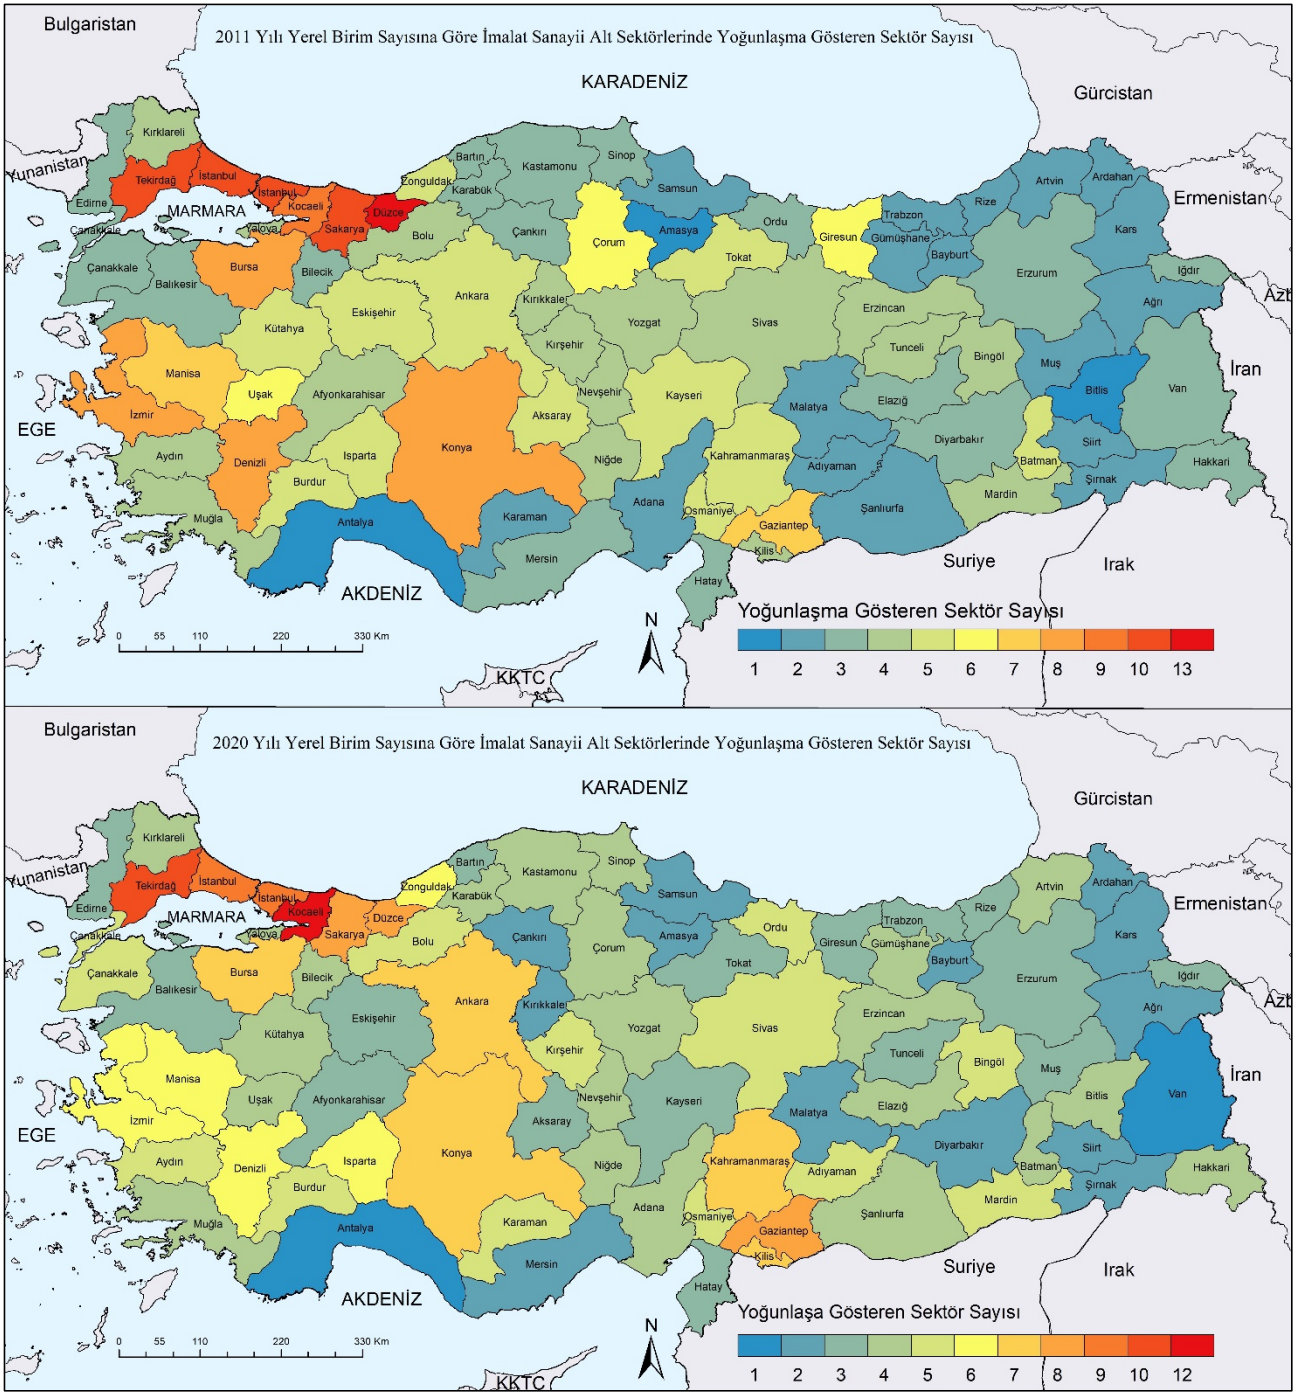 Bulgaristan
2011 Yılı Yerel Birim Sayısına Göre İmalat Sanayii Alt Sektörlerinde Yoğunlaşma Gösteren Sektör Sayısı
KARADENİZ
Gürcistan
Yunanistan
Ermenistan
Kırklareli
Tekirdağ
İstanbul
İstanbul
Edirne
MARMARA
Kocaeli
Yalova
Sakarya
Düzce
Zonguldak
Bartın
Karabük
Kastamonu
Sinop
Samsun
Amasya
Ordu
Giresun
Trabzon
Gümüşhane
Rize
Artvin
Ardahan
Kars
Bayburt
Çanakkale
Çanakkale
Balıkesir
Bursa
Bilecik
Bolu
Çankırı
Çorum
Tokat
Erzurum
Iğdır
Azb
Ağrı
Kütahya
Eskişehir
Ankara
Kırıkkale
Yozgat
Sivas
Erzincan
Tunceli
Bingöl
Muş
Bitlis
Van
İran
Kırşehir
Manisa
Uşak
Afyonkarahisar
İzmir
EGE
Aksaray
Nevşehir
Kayseri
Malatya
Elazığ
Diyarbakır
Batman
Siirt
Hakkari
Şırnak
Mardin
Aydın
Denizli
Isparta
Konya
Niğde
Kahramanmaraş
Adıyaman
Burdur
Muğla
Antalya
Karaman
Adana
Osmaniye
Gaziantep
Şanlıurfa
Kilis
Mersin
Hatay
Suriye
Irak
AKDENİZ
N
Yoğunlaşma Gösteren Sektör Sayısı
1 2 3 4 5 6 7 8 9 10 13
0 55 110 220 330 Km
KKTC
Bulgaristan
2020 Yılı Yerel Birim Sayısına Göre İmalat Sanayii Alt Sektörlerinde Yoğunlaşma Gösteren Sektör Sayısı
KARADENİZ
Gürcistan
Yunanistan
Ermenistan
Kırklareli
Tekirdağ
İstanbul
İstanbul
Edirne
MARMARA
Kocaeli
Yalova
Sakarya
Düzce
Zonguldak
Bartın
Karabük
Kastamonu
Sinop
Samsun
Amasya
Ordu
Giresun
Trabzon
Gümüşhane
Rize
Artvin
Ardahan
Kars
Bayburt
Çanakkale
Çanakkale
Balıkesir
Bursa
Bilecik
Bolu
Çankırı
Çorum
Tokat
Erzurum
Iğdır
Azb
Ağrı
Kütahya
Eskişehir
Ankara
Kırıkkale
Yozgat
Sivas
Erzincan
Tunceli
Bingöl
Muş
Bitlis
Van
İran
Kırşehir
Manisa
Uşak
Afyonkarahisar
İzmir
EGE
Aksaray
Nevşehir
Kayseri
Malatya
Elazığ
Diyarbakır
Batman
Siirt
Hakkari
Şırnak
Mardin
Aydın
Denizli
Isparta
Konya
Niğde
Kahramanmaraş
Adıyaman
Burdur
Muğla
Antalya
Karaman
Adana
Osmaniye
Gaziantep
Şanlıurfa
Kilis
Mersin
Hatay
Suriye
Irak
AKDENİZ
N
Yoğunlaşa Gösteren Sektör Sayısı
1 2 3 4 5 6 7 8 9 10 12
0 55 110 220 330 Km
KKTC